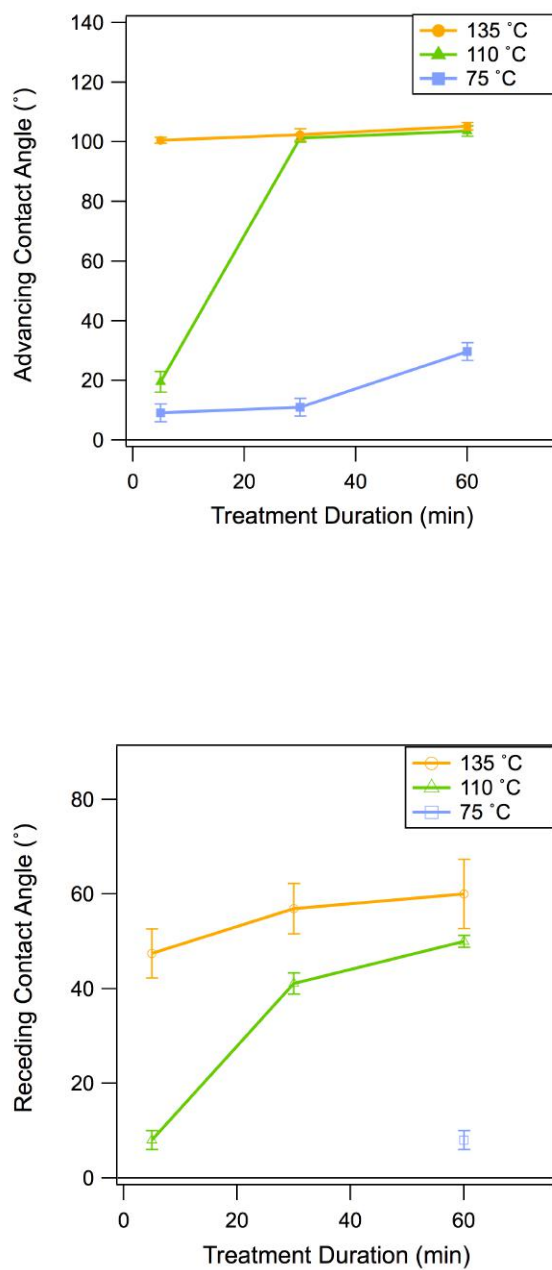 140
120
100
80
60
40
20
0
Advancing Contact Angle (˚)
135 ˚C
110 ˚C
75 ˚C
0 20 40 60
Treatment Duration (min)
80
60
40
20
0
Receding Contact Angle (˚)
135 ˚C
110 ˚C
75 ˚C
0 20 40 60
Treatment Duration (min)